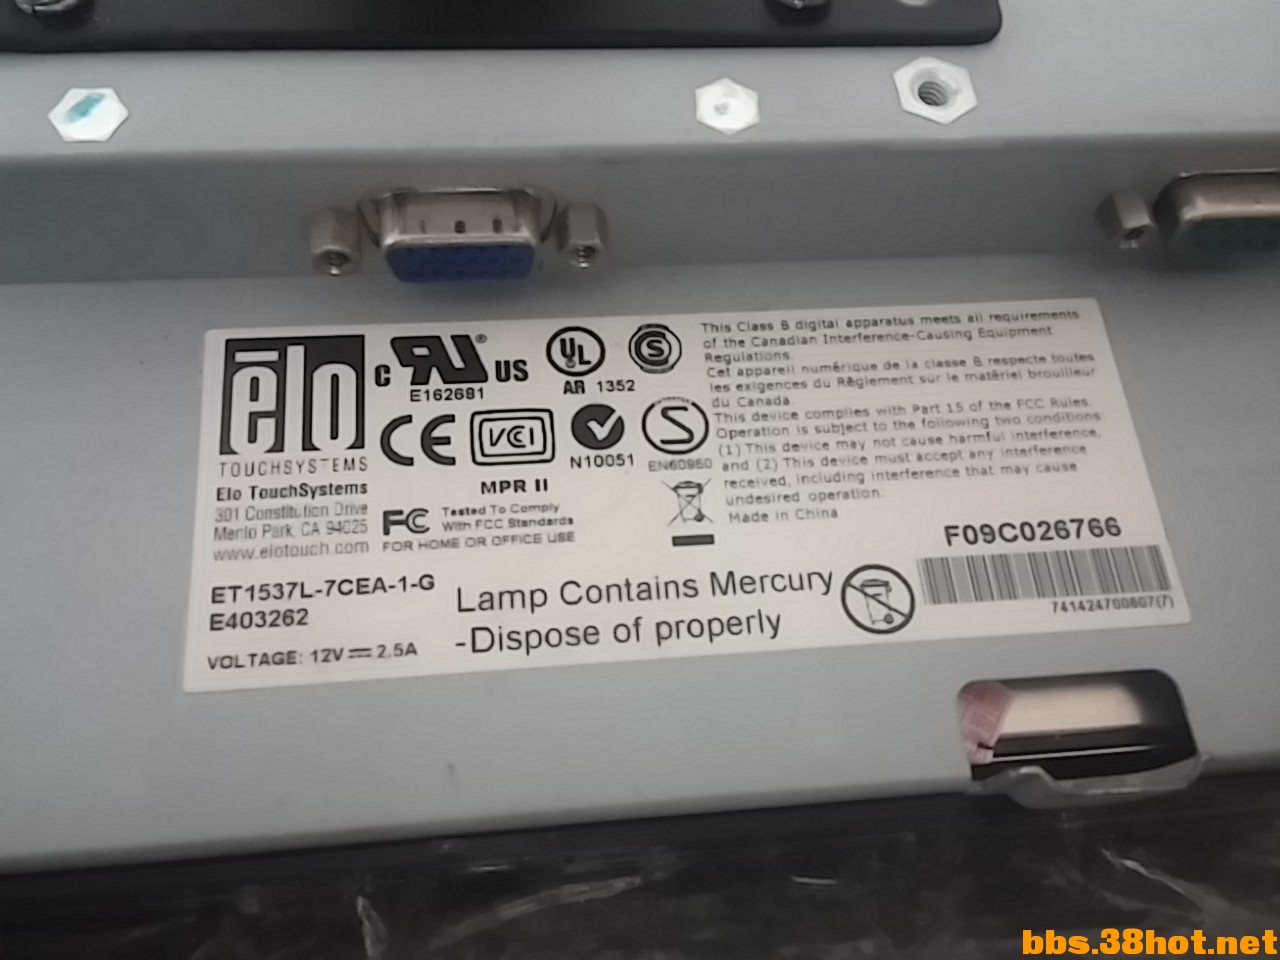 ēlo
TOUCHSYSTEMS
Elo TouchSystems
301 Constitution Drive
Menlo Park, CA 94025
www.elotouch.com
C RU ® US
E162681
UL
AR 1352
S
CE
VCCI
N10051
S
EN60950
MPR II
FC Tested To Comply
With FCC Standards
FOR HOME OR OFFICE USE
This Class B digital apparatus meets all requirements
of the Canadian Interference-Causing Equipment
Regulations.
Cet appareil numérique de la classe B respecte toutes
les exigences du Règlement sur le matériel brouilleur
du Canada.
This device complies with Part 15 of the FCC Rules.
Operation is subject to the following two conditions:
(1) This device may not cause harmful interference,
and (2) This device must accept any interference
received, including interference that may cause
undesired operation.
Made in China
ET1537L-7CEA-1-G
E403262
VOLTAGE: 12V 2.5A
Lamp Contains Mercury
-Dispose of properly
F09C026766
741424700607(7)
bbs.38hot.net